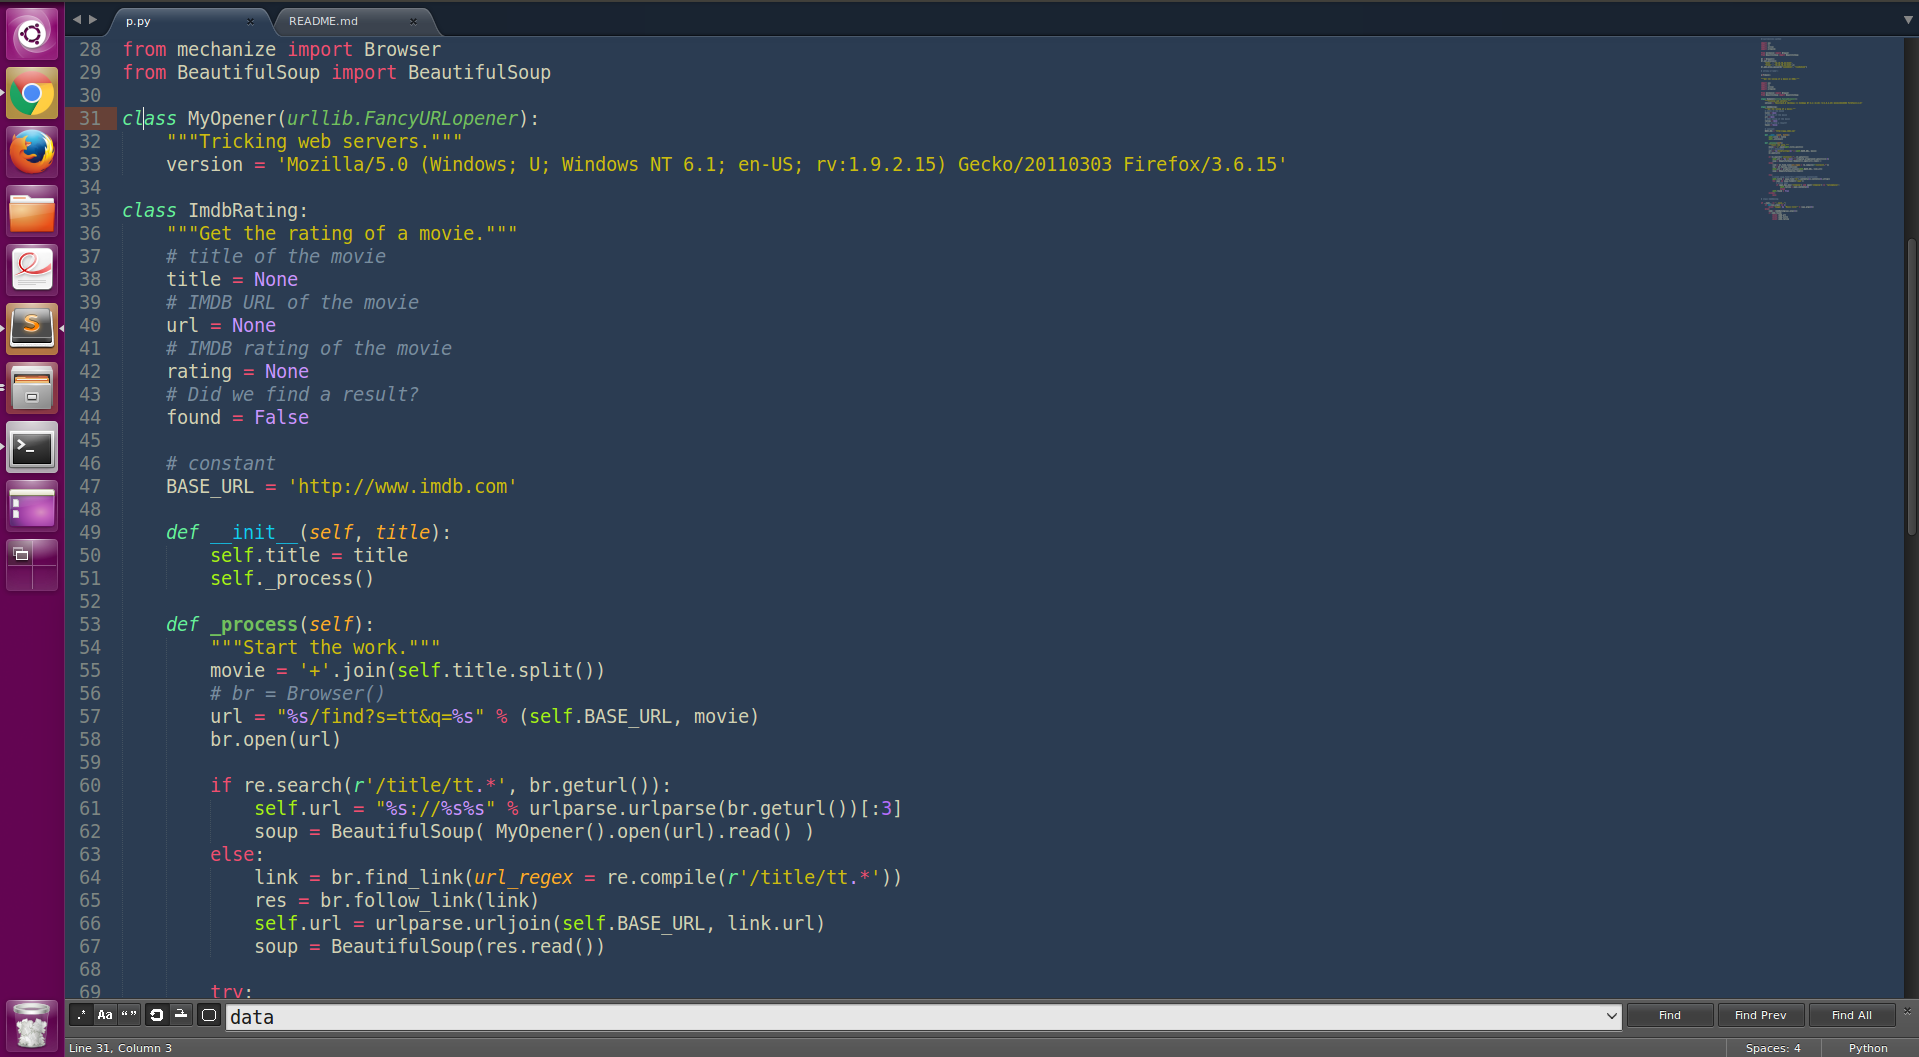 p.py × README.md ×
28 from mechanize import Browser
29 from BeautifulSoup import BeautifulSoup
30
31 class MyOpener(urllib.FancyURLopener):
32     """Tricking web servers."""
33     version = 'Mozilla/5.0 (Windows; U; Windows NT 6.1; en-US; rv:1.9.2.15) Gecko/20110303 Firefox/3.6.15'
34
35 class ImdbRating:
36     """Get the rating of a movie."""
37     # title of the movie
38     title = None
39     # IMDB URL of the movie
40     url = None
41     # IMDB rating of the movie
42     rating = None
43     # Did we find a result?
44     found = False
45
46     # constant
47     BASE_URL = 'http://www.imdb.com'
48
49     def __init__(self, title):
50         self.title = title
51         self._process()
52
53     def _process(self):
54         """Start the work."""
55         movie = '+'.join(self.title.split())
56         # br = Browser()
57         url = "%s/find?s=tt&q=%s" % (self.BASE_URL, movie)
58         br.open(url)
59
60         if re.search(r'/title/tt.*', br.geturl()):
61             self.url = "%s://%s%s" % urlparse.urlparse(br.geturl())[:3]
62             soup = BeautifulSoup( MyOpener().open(url).read() )
63         else:
64             link = br.find_link(url_regex = re.compile(r'/title/tt.*'))
65             res = br.follow_link(link)
66             self.url = urlparse.urljoin(self.BASE_URL, link.url)
67             soup = BeautifulSoup(res.read())
68
69         try:
.* Aa “” data Find Find Prev Find All ×
Line 31, Column 3 Spaces: 4 Python